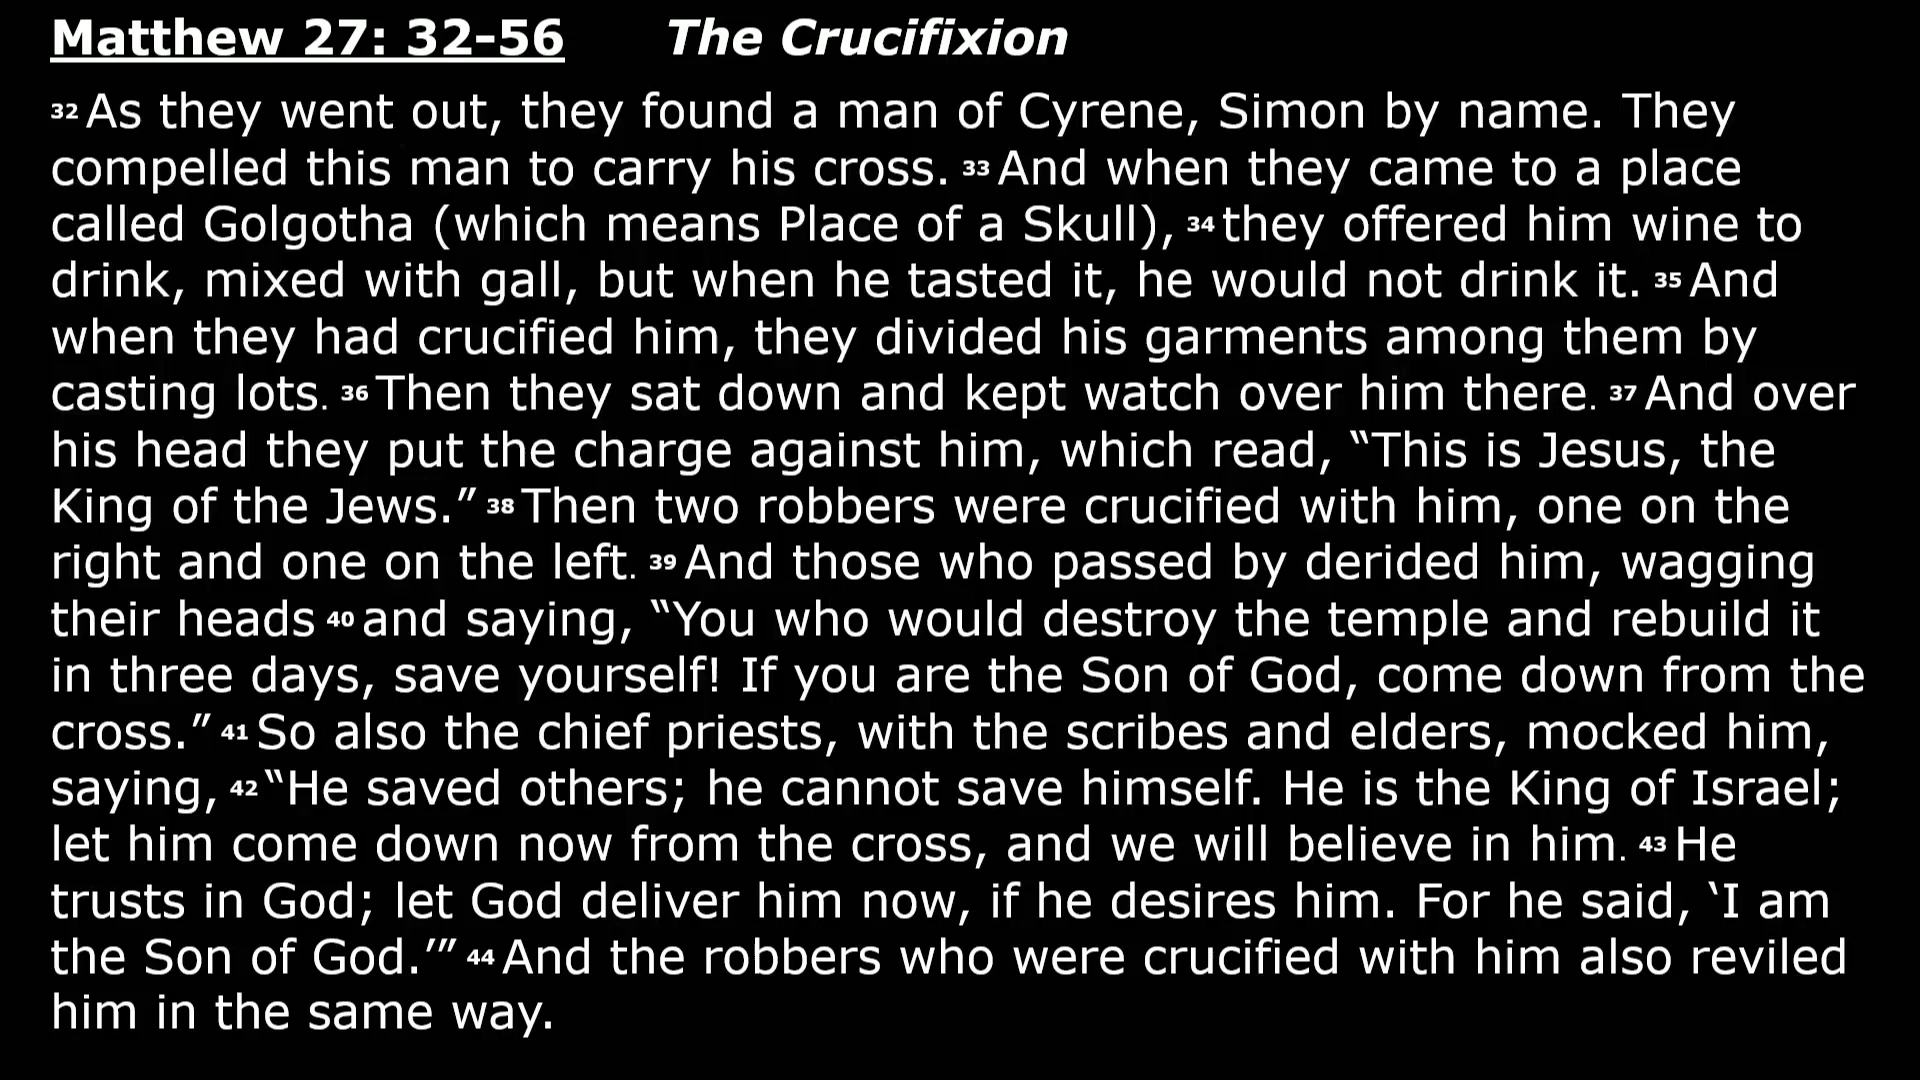 Matthew 27: 32-56 The Crucifixion
32 As they went out, they found a man of Cyrene, Simon by name. They
compelled this man to carry his cross. 33 And when they came to a place
called Golgotha (which means Place of a Skull), 34 they offered him wine to
drink, mixed with gall, but when he tasted it, he would not drink it. 35 And
when they had crucified him, they divided his garments among them by
casting lots. 36 Then they sat down and kept watch over him there. 37 And over
his head they put the charge against him, which read, “This is Jesus, the
King of the Jews.” 38 Then two robbers were crucified with him, one on the
right and one on the left. 39 And those who passed by derided him, wagging
their heads 40 and saying, “You who would destroy the temple and rebuild it
in three days, save yourself! If you are the Son of God, come down from the
cross.” 41 So also the chief priests, with the scribes and elders, mocked him,
saying, 42 “He saved others; he cannot save himself. He is the King of Israel;
let him come down now from the cross, and we will believe in him. 43 He
trusts in God; let God deliver him now, if he desires him. For he said, ‘I am
the Son of God.’” 44 And the robbers who were crucified with him also reviled
him in the same way.